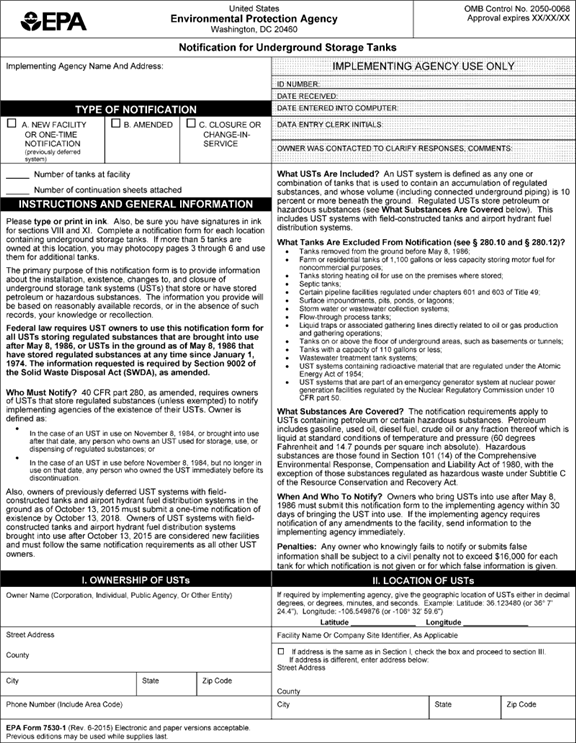 EPA
United States
Environmental Protection Agency
Washington, DC 20460
OMB Control No. 2050-0068
Approval expires XX/XX/XX
Notification for Underground Storage Tanks
Implementing Agency Name And Address:
IMPLEMENTING AGENCY USE ONLY
ID NUMBER:
DATE RECEIVED:
DATE ENTERED INTO COMPUTER:
DATA ENTRY CLERK INITIALS:
OWNER WAS CONTACTED TO CLARIFY RESPONSES, COMMENTS:
TYPE OF NOTIFICATION
A. NEW FACILITY
OR ONE-TIME
NOTIFICATION
(previously deferred
system)
B. AMENDED
C. CLOSURE OR
CHANGE-IN-
SERVICE
Number of tanks at facility
Number of continuation sheets attached
INSTRUCTIONS AND GENERAL INFORMATION
Please type or print in ink. Also, be sure you have signatures in ink
for sections VIII and XI. Complete a notification form for each location
containing underground storage tanks. If more than 5 tanks are
owned at this location, you may photocopy pages 3 through 6 and use
them for additional tanks.
The primary purpose of this notification form is to provide information
about the installation, existence, changes to, and closure of
underground storage tank systems (USTs) that store or have stored
petroleum or hazardous substances. The information you provide will
be based on reasonably available records, or in the absence of such
records, your knowledge or recollection.
Federal law requires UST owners to use this notification form for
all USTs storing regulated substances that are brought into use
after May 8, 1986, or USTs in the ground as of May 8, 1986 that
have stored regulated substances at any time since January 1,
1974. The information requested is required by Section 9002 of
the Solid Waste Disposal Act (SWDA), as amended.
Who Must Notify? 40 CFR part 280, as amended, requires owners
of USTs that store regulated substances (unless exempted) to notify
implementing agencies of the existence of their USTs. Owner is
defined as:
• In the case of an UST in use on November 8, 1984, or brought into use
after that date, any person who owns an UST used for storage, use, or
dispensing of regulated substances; or
• In the case of an UST in use before November 8, 1984, but no longer in
use on that date, any person who owned the UST immediately before its
discontinuation.
Also, owners of previously deferred UST systems with field-
constructed tanks and airport hydrant fuel distribution systems in the
ground as of October 13, 2015 must submit a one-time notification of
existence by October 13, 2018. Owners of UST systems with field-
constructed tanks and airport hydrant fuel distribution systems
brought into use after October 13, 2015 are considered new facilities
and must follow the same notification requirements as all other UST
owners.
What USTs Are Included? An UST system is defined as any one or
combination of tanks that is used to contain an accumulation of regulated
substances, and whose volume (including connected underground piping) is 10
percent or more beneath the ground. Regulated USTs store petroleum or
hazardous substances (see What Substances Are Covered below). This
includes UST systems with field-constructed tanks and airport hydrant fuel
distribution systems.
What Tanks Are Excluded From Notification (see § 280.10 and § 280.12)?
• Tanks removed from the ground before May 8, 1986;
• Farm or residential tanks of 1,100 gallons or less capacity storing motor fuel for
noncommercial purposes;
• Tanks storing heating oil for use on the premises where stored;
• Septic tanks;
• Certain pipeline facilities regulated under chapters 601 and 603 of Title 49;
• Surface impoundments, pits, ponds, or lagoons;
• Storm water or wastewater collection systems;
• Flow-through process tanks;
• Liquid traps or associated gathering lines directly related to oil or gas production
and gathering operations;
• Tanks on or above the floor of underground areas, such as basements or tunnels;
• Tanks with a capacity of 110 gallons or less;
• Wastewater treatment tank systems;
• UST systems containing radioactive material that are regulated under the Atomic
Energy Act of 1954;
• UST systems that are part of an emergency generator system at nuclear power
generation facilities regulated by the Nuclear Regulatory Commission under 10
CFR part 50.
What Substances Are Covered? The notification requirements apply to
USTs containing petroleum or certain hazardous substances. Petroleum
includes gasoline, used oil, diesel fuel, crude oil or any fraction thereof which is
liquid at standard conditions of temperature and pressure (60 degrees
Fahrenheit and 14.7 pounds per square inch absolute). Hazardous
substances are those found in Section 101 (14) of the Comprehensive
Environmental Response, Compensation and Liability Act of 1980, with the
exception of those substances regulated as hazardous waste under Subtitle C
of the Resource Conservation and Recovery Act.
When And Who To Notify? Owners who bring USTs into use after May 8,
1986 must submit this notification form to the implementing agency within 30
days of bringing the UST into use. If the implementing agency requires
notification of any amendments to the facility, send information to the
implementing agency immediately.
Penalties: Any owner who knowingly fails to notify or submits false
information shall be subject to a civil penalty not to exceed $16,000 for each
tank for which notification is not given or for which false information is given.
I. OWNERSHIP OF USTs
Owner Name (Corporation, Individual, Public Agency, Or Other Entity)
Street Address
County
City
State
Zip Code
Phone Number (Include Area Code)
II. LOCATION OF USTs
If required by implementing agency, give the geographic location of USTs either in decimal
degrees, or degrees, minutes, and seconds. Example: Latitude: 36.123480 (or 36° 7'
24.4"), Longitude: -106.549876 (or -106° 32' 59.6")
Latitude Longitude
Facility Name Or Company Site Identifier, As Applicable
If address is the same as in Section I, check the box and proceed to section III.
If address is different, enter address below:
Street Address
County
City
State
Zip Code
EPA Form 7530-1 (Rev. 6-2015) Electronic and paper versions acceptable.
Previous editions may be used while supplies last.